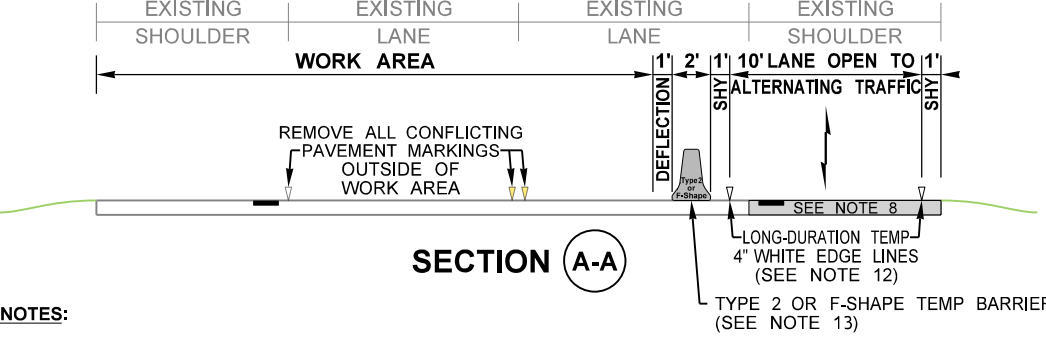 EXISTING EXISTING EXISTING EXISTING
SHOULDER LANE LANE SHOULDER
WORK AREA 1' 2' 1' 10' LANE OPEN TO 1'
ALTERNATING TRAFFIC
DEFLECTION
SHY
SHY
REMOVE ALL CONFLICTING
PAVEMENT MARKINGS
OUTSIDE OF
WORK AREA
Type 2
or
F-Shape
SEE NOTE 8
LONG-DURATION TEMP
4" WHITE EDGE LINES
(SEE NOTE 12)
SECTION A-A
TYPE 2 OR F-SHAPE TEMP BARRIER
(SEE NOTE 13)
NOTES: